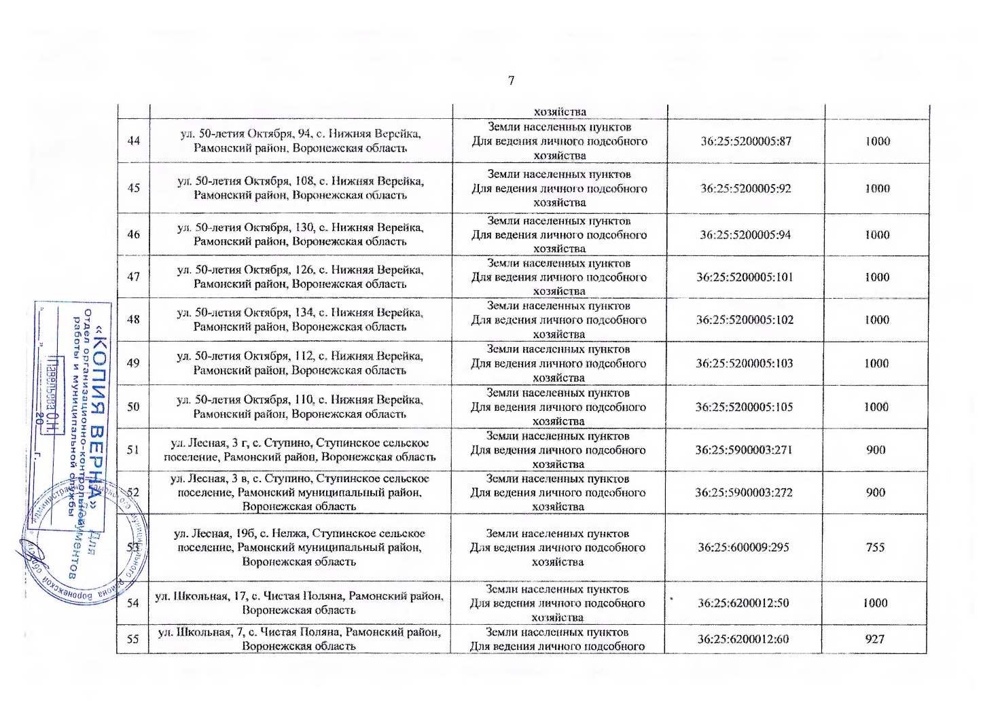 7
хозяйства
44
ул. 50-летия Октября, 94, с. Нижняя Верейка,
Рамонский район, Воронежская область
Земли населенных пунктов
Для ведения личного подсобного
хозяйства
36:25:5200005:87
1000
45
ул. 50-летия Октября, 108, с. Нижняя Верейка,
Рамонский район, Воронежская область
Земли населенных пунктов
Для ведения личного подсобного
хозяйства
36:25:5200005:92
1000
46
ул. 50-летия Октября, 130, с. Нижняя Верейка,
Рамонский район, Воронежская область
Земли населенных пунктов
Для ведения личного подсобного
хозяйства
36:25:5200005:94
1000
47
ул. 50-летия Октября, 126, с. Нижняя Верейка,
Рамонский район, Воронежская область
Земли населенных пунктов
Для ведения личного подсобного
хозяйства
36:25:5200005:101
1000
48
ул. 50-летия Октября, 134, с. Нижняя Верейка,
Рамонский район, Воронежская область
Земли населенных пунктов
Для ведения личного подсобного
хозяйства
36:25:5200005:102
1000
49
ул. 50-летия Октября, 112, с. Нижняя Верейка,
Рамонский район, Воронежская область
Земли населенных пунктов
Для ведения личного подсобного
хозяйства
36:25:5200005:103
1000
50
ул. 50-летия Октября, 110, с. Нижняя Верейка,
Рамонский район, Воронежская область
Земли населенных пунктов
Для ведения личного подсобного
хозяйства
36:25:5200005:105
1000
51
ул. Лесная, 3 г, с. Ступино, Ступинское сельское
поселение, Рамонский район, Воронежская область
Земли населенных пунктов
Для ведения личного подсобного
хозяйства
36:25:5900003:271
900
52
ул. Лесная, 3 в, с. Ступино, Ступинское сельское
поселение, Рамонский муниципальный район,
Воронежская область
Земли населенных пунктов
Для ведения личного подсобного
хозяйства
36:25:5900003:272
900
53
ул. Лесная, 19б, с. Нелжа, Ступинское сельское
поселение, Рамонский муниципальный район,
Воронежская область
Земли населенных пунктов
Для ведения личного подсобного
хозяйства
36:25:600009:295
755
54
ул. Школьная, 17, с. Чистая Поляна, Рамонский район,
Воронежская область
Земли населенных пунктов
Для ведения личного подсобного
хозяйства
36:25:6200012:50
1000
55
ул. Школьная, 7, с. Чистая Поляна, Рамонский район,
Воронежская область
Земли населенных пунктов
Для ведения личного подсобного
36:25:6200012:60
927
«КОПИЯ ВЕРНА»
Отдел организационно-контрольной
работы и муниципальной службы
Павельева О.Н.
" " 20 г.
Для
документов
Администрация Рамонского муниципального района Воронежской области